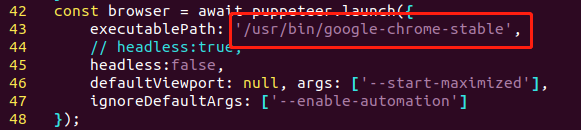 42 const browser = await puppeteer.launch({
43 executablePath: '/usr/bin/google-chrome-stable',
44 // headless:true,
45 headless:false,
46 defaultViewport: null, args: ['--start-maximized'],
47 ignoreDefaultArgs: ['--enable-automation']
48 });